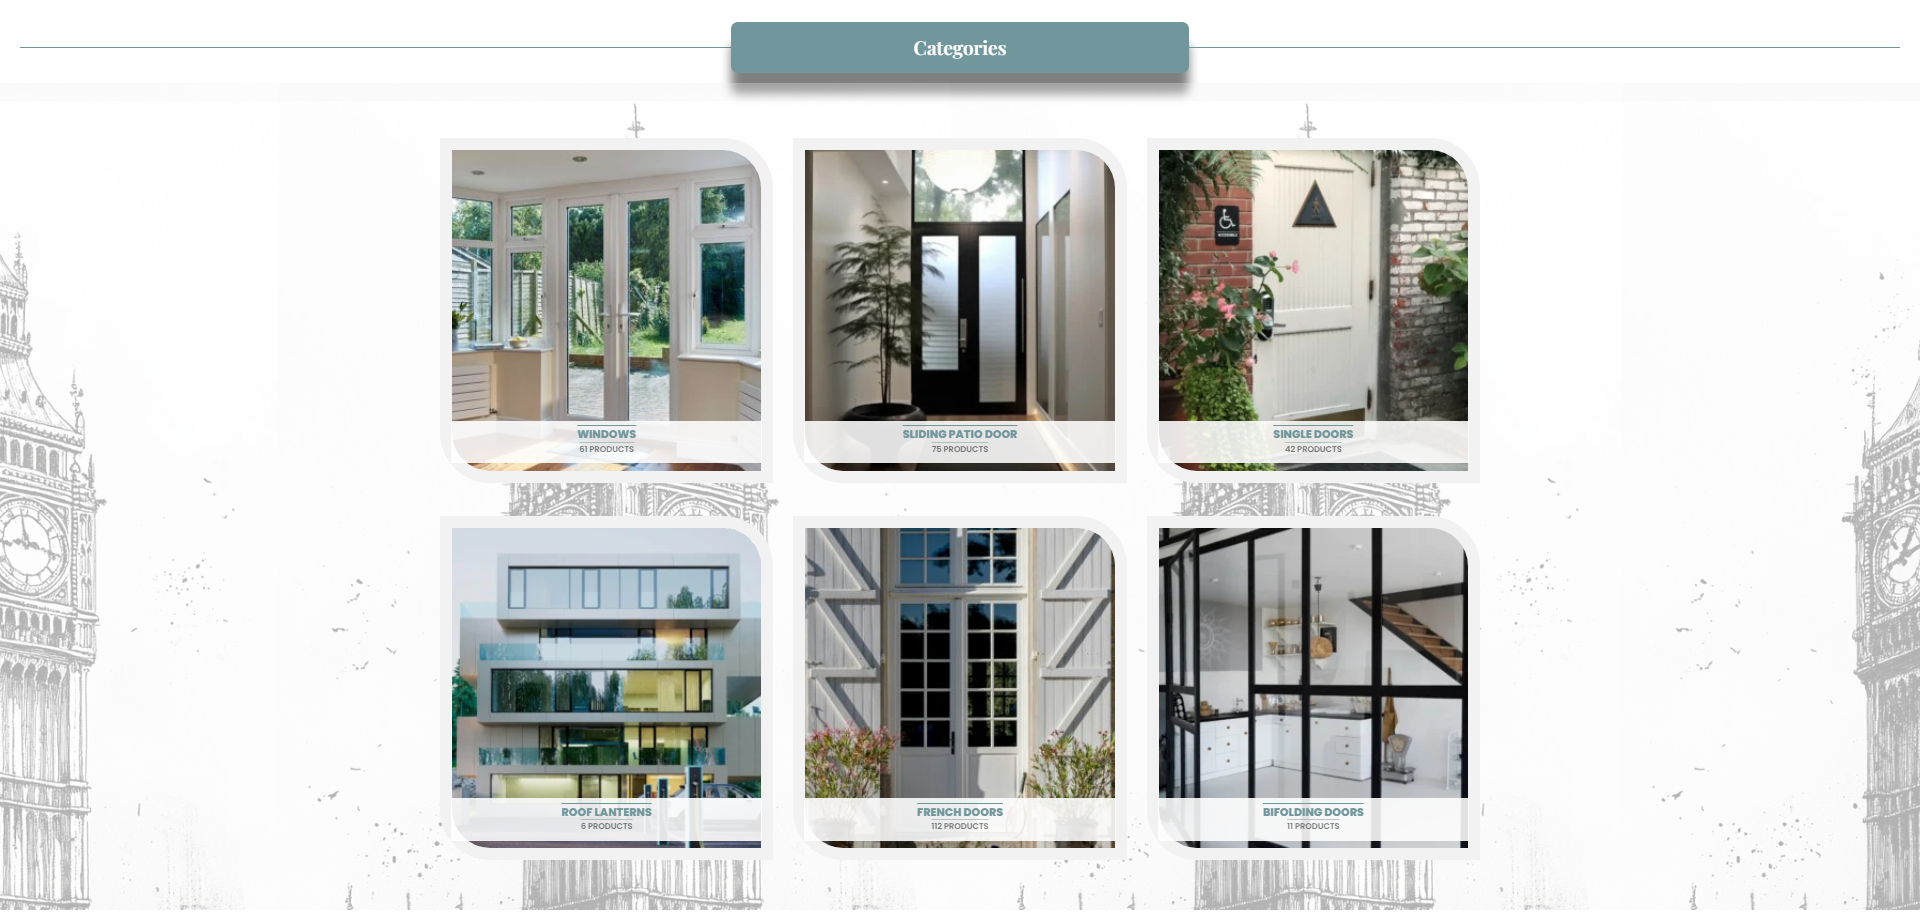 Categories
WINDOWS
61 PRODUCTS
SLIDING PATIO DOOR
75 PRODUCTS
SINGLE DOORS
42 PRODUCTS
ROOF LANTERNS
6 PRODUCTS
FRENCH DOORS
112 PRODUCTS
BIFOLDING DOORS
11 PRODUCTS